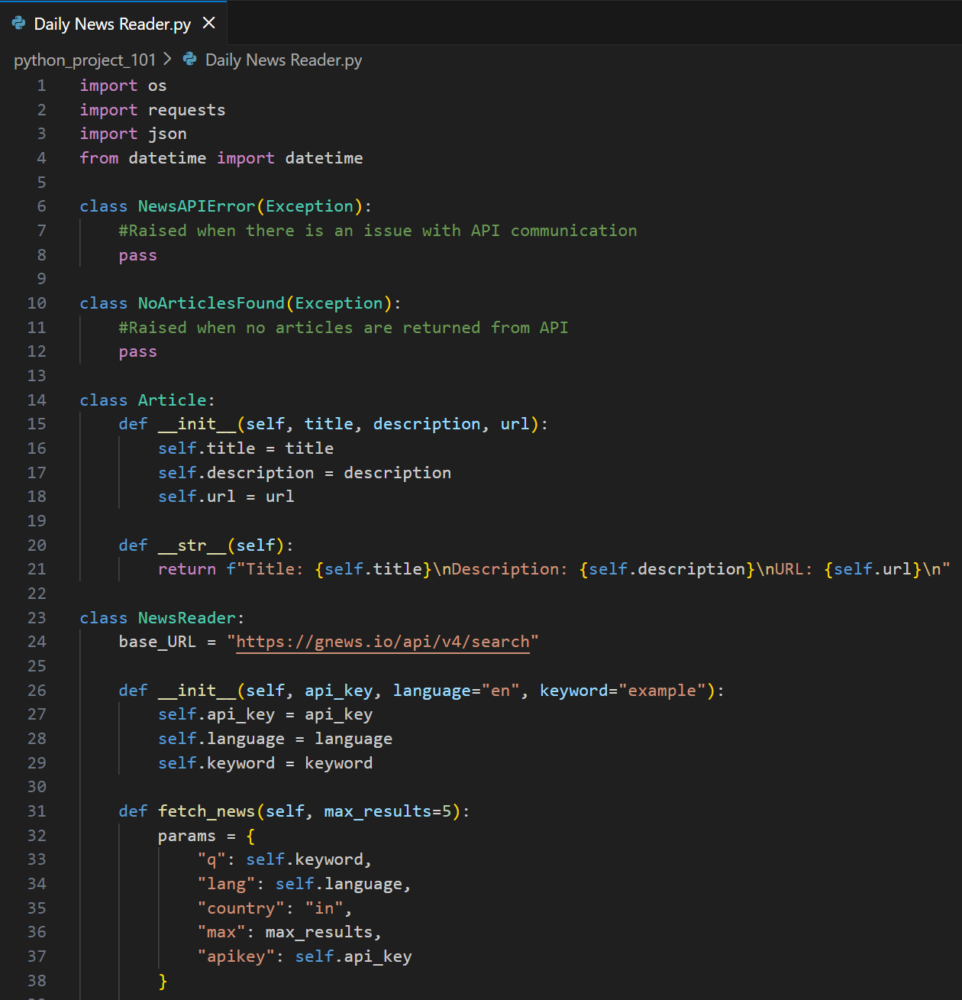 Daily News Reader.py ×
python_project_101 > Daily News Reader.py
1 import os
2 import requests
3 import json
4 from datetime import datetime
5
6 class NewsAPIError(Exception):
7     #Raised when there is an issue with API communication
8     pass
9
10 class NoArticlesFound(Exception):
11     #Raised when no articles are returned from API
12     pass
13
14 class Article:
15     def __init__(self, title, description, url):
16         self.title = title
17         self.description = description
18         self.url = url
19
20     def __str__(self):
21         return f"Title: {self.title}\nDescription: {self.description}\nURL: {self.url}\n"
22
23 class NewsReader:
24     base_URL = "https://gnews.io/api/v4/search"
25
26     def __init__(self, api_key, language="en", keyword="example"):
27         self.api_key = api_key
28         self.language = language
29         self.keyword = keyword
30
31     def fetch_news(self, max_results=5):
32         params = {
33             "q": self.keyword,
34             "lang": self.language,
35             "country": "in",
36             "max": max_results,
37             "apikey": self.api_key
38         }